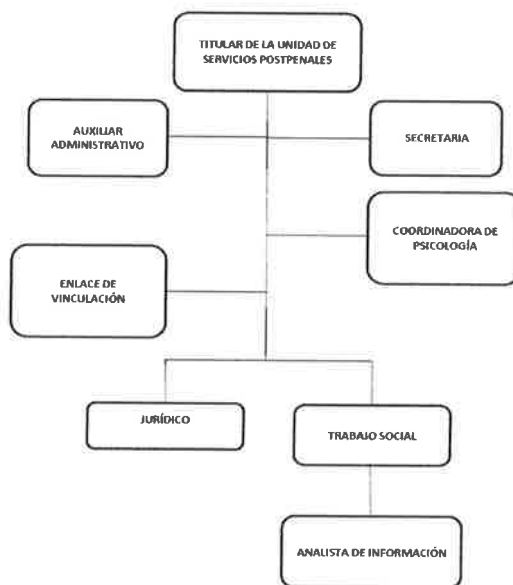 TITULAR DE LA UNIDAD DE
SERVICIOS POSTPENALES
AUXILIAR
ADMINISTRATIVO
SECRETARIA
COORDINADORA DE
PSICOLOGÍA
ENLACE DE
VINCULACIÓN
JURÍDICO
TRABAJO SOCIAL
ANALISTA DE INFORMACIÓN